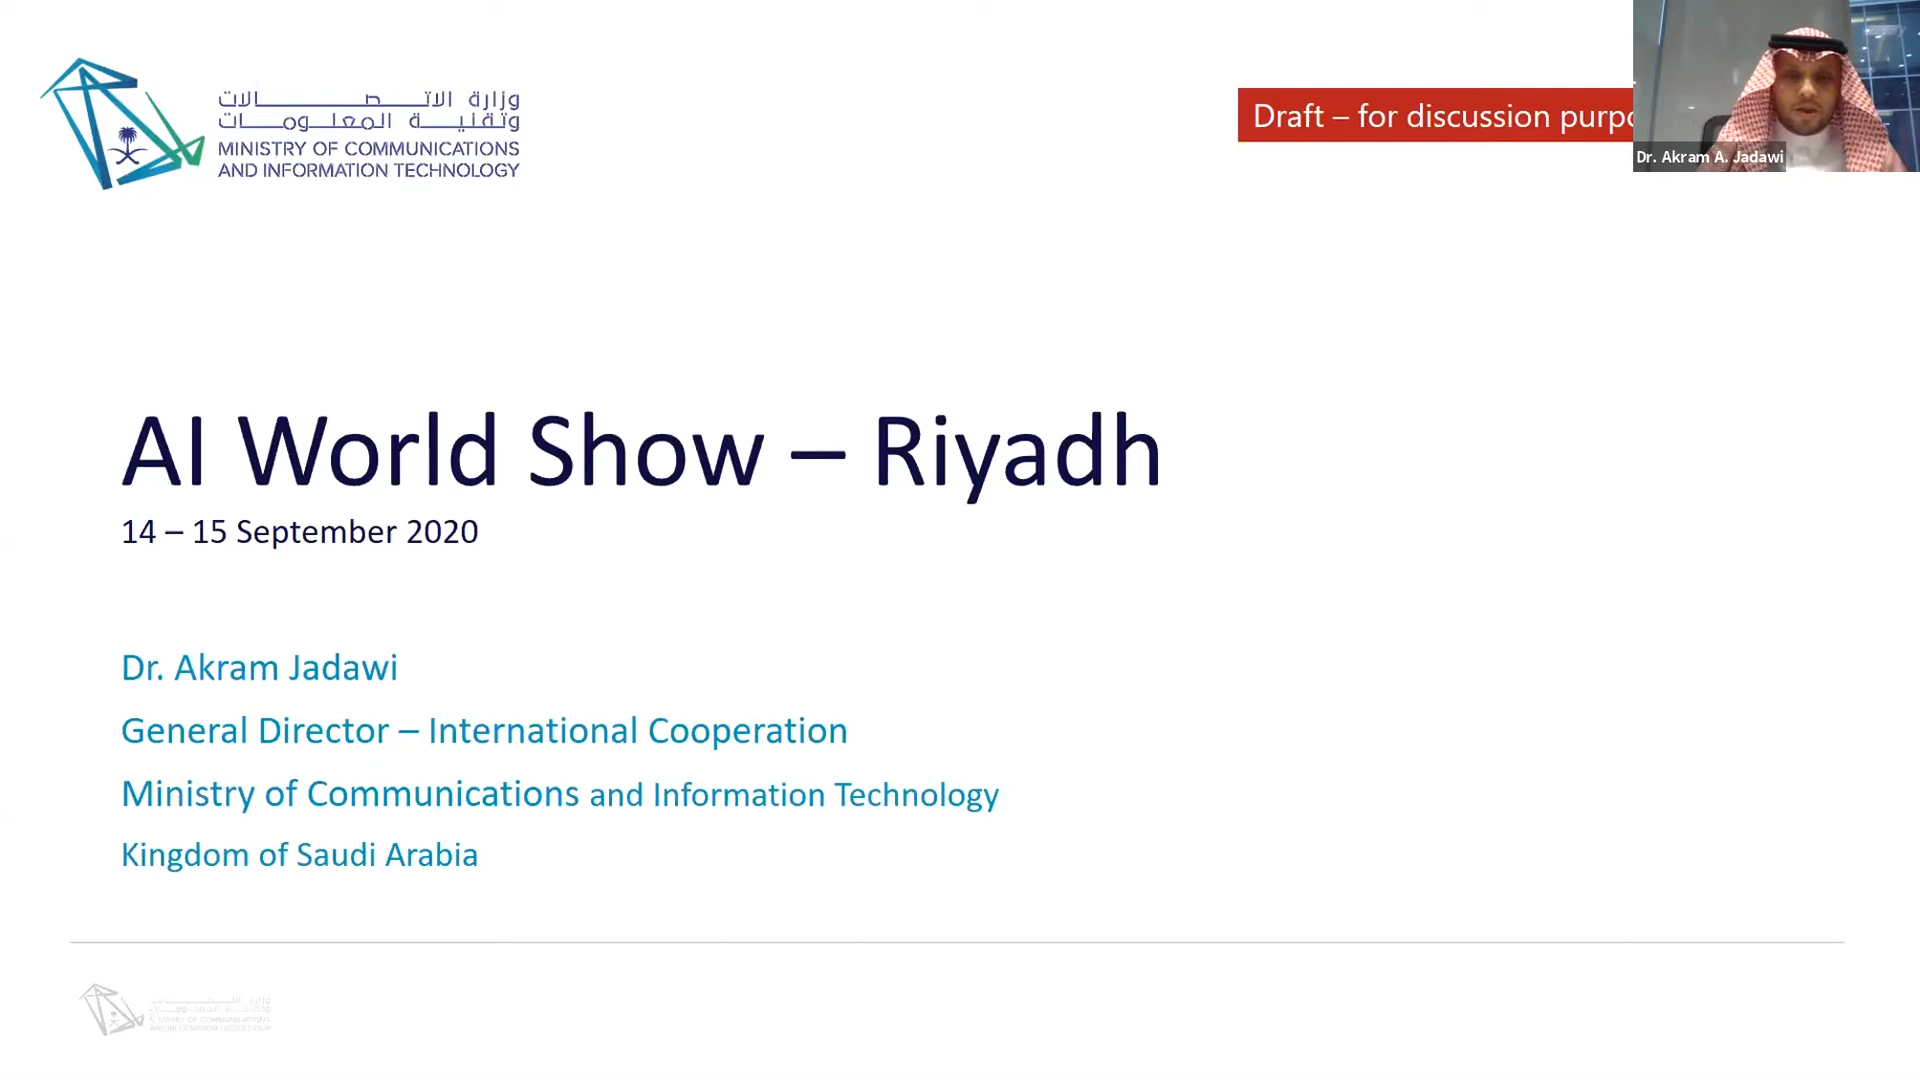 وزارة الاتصالات
وتقنية المعلومات
MINISTRY OF COMMUNICATIONS
AND INFORMATION TECHNOLOGY
Draft – for discussion purpo
Dr. Akram A. Jadawi
AI World Show – Riyadh
14 – 15 September 2020
Dr. Akram Jadawi
General Director – International Cooperation
Ministry of Communications and Information Technology
Kingdom of Saudi Arabia